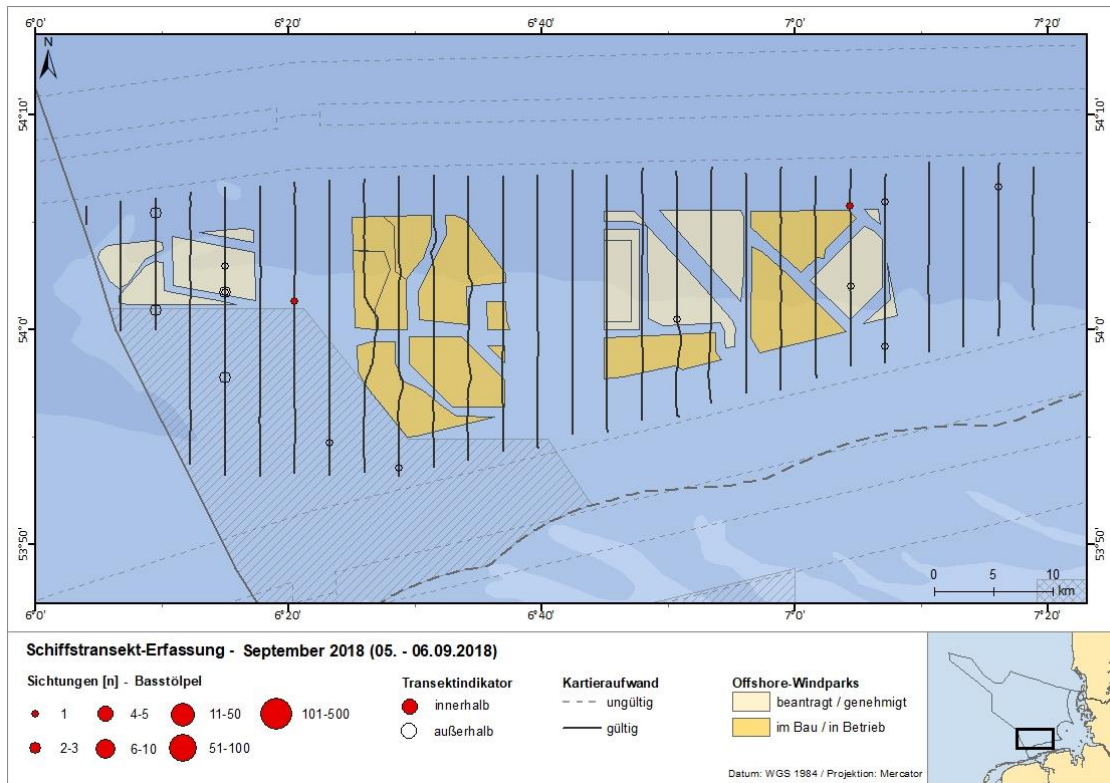 6°0' 6°20' 6°40' 7°0' 7°20'
N
54°10' 54°10'
54°0' 54°0'
53°50' 53°50'
0 5 10
km
6°0' 6°20' 6°40' 7°0' 7°20'
Schiffstransekt-Erfassung - September 2018 (05. - 06.09.2018)
Sichtungen [n] - Basstölpel
1 4-5 11-50 101-500
2-3 6-10 51-100
Transektindikator
innerhalb
außerhalb
Kartieraufwand
ungültig
gültig
Offshore-Windparks
beantragt / genehmigt
im Bau / in Betrieb
Datum: WGS 1984 / Projektion: Mercator